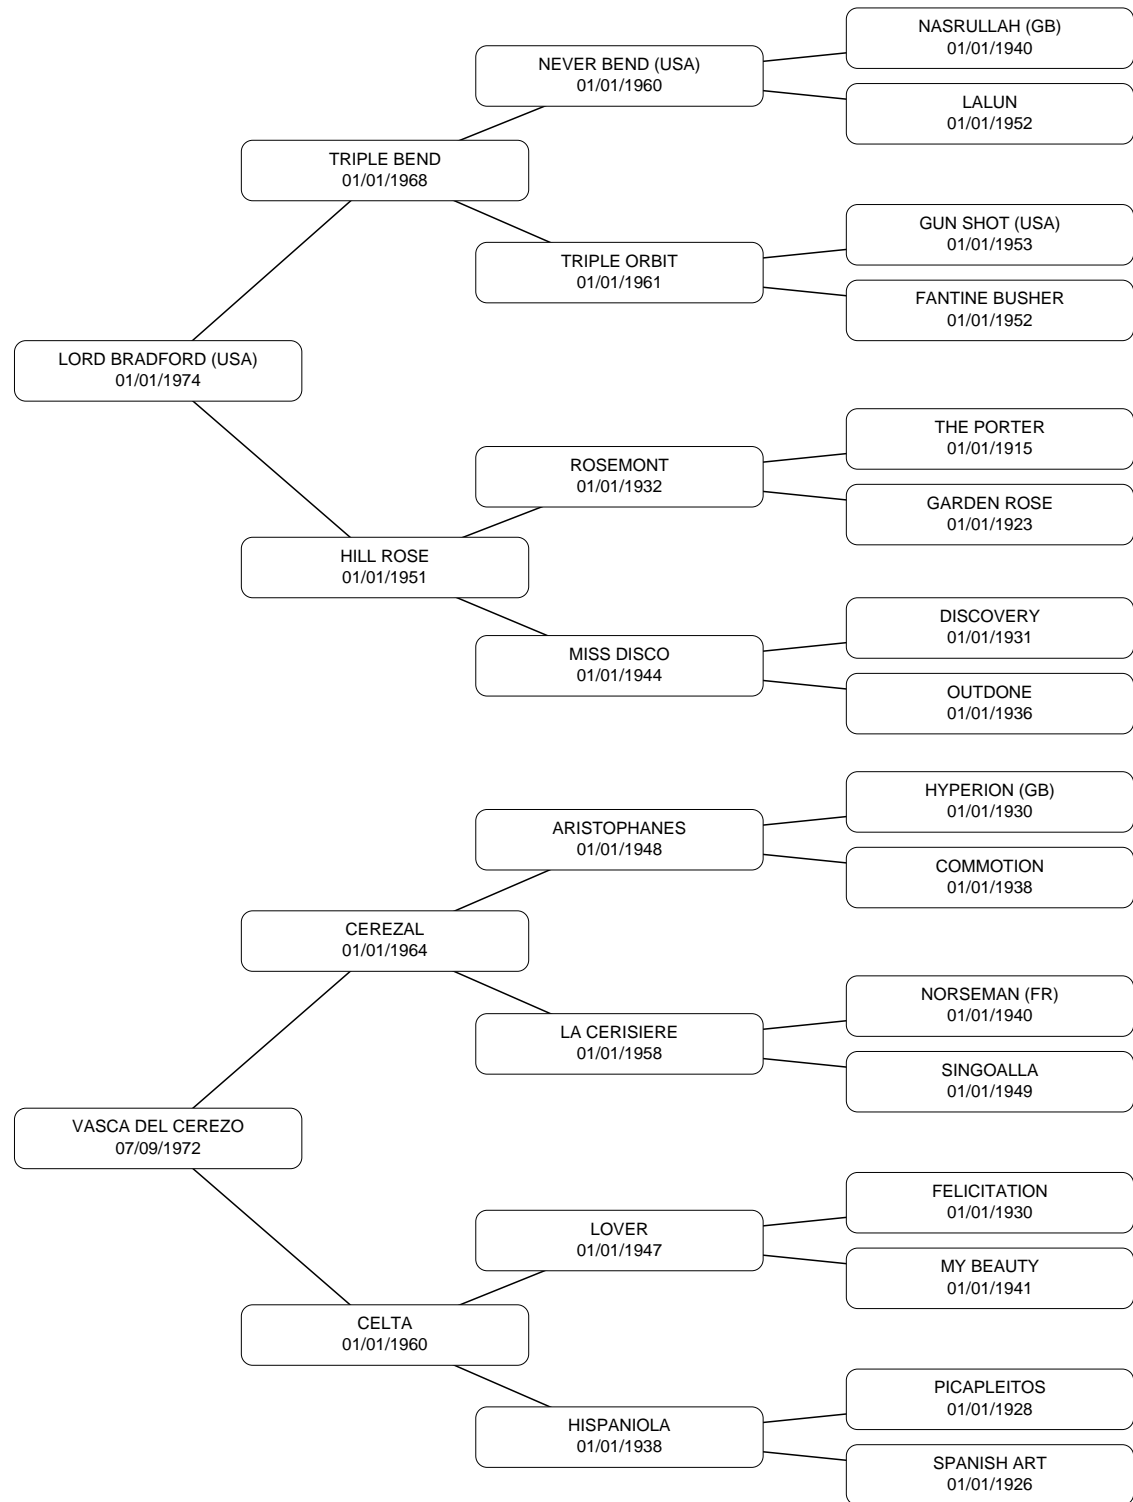 NASRULLAH (GB)
01/01/1940
NEVER BEND (USA)
01/01/1960
LALUN
01/01/1952
TRIPLE BEND
01/01/1968
GUN SHOT (USA)
01/01/1953
TRIPLE ORBIT
01/01/1961
FANTINE BUSHER
01/01/1952
LORD BRADFORD (USA)
01/01/1974
THE PORTER
01/01/1915
ROSEMONT
01/01/1932
GARDEN ROSE
01/01/1923
HILL ROSE
01/01/1951
DISCOVERY
01/01/1931
MISS DISCO
01/01/1944
OUTDONE
01/01/1936
HYPERION (GB)
01/01/1930
ARISTOPHANES
01/01/1948
COMMOTION
01/01/1938
CEREZAL
01/01/1964
NORSEMAN (FR)
01/01/1940
LA CERISIERE
01/01/1958
SINGOALLA
01/01/1949
VASCA DEL CEREZO
07/09/1972
FELICITATION
01/01/1930
LOVER
01/01/1947
MY BEAUTY
01/01/1941
CELTA
01/01/1960
PICAPLEITOS
01/01/1928
HISPANIOLA
01/01/1938
SPANISH ART
01/01/1926